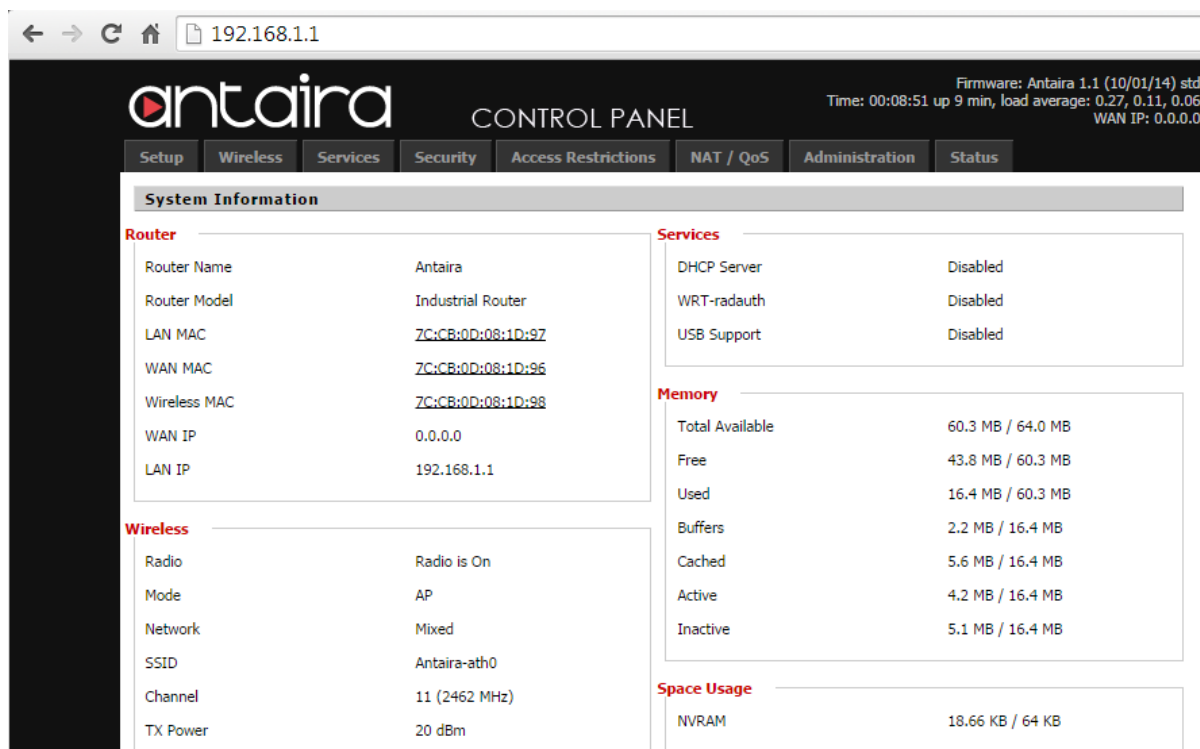 192.168.1.1
antaira CONTROL PANEL
Firmware: Antaira 1.1 (10/01/14) std
Time: 00:08:51 up 9 min, load average: 0.27, 0.11, 0.06
WAN IP: 0.0.0.0
Setup Wireless Services Security Access Restrictions NAT / QoS Administration Status
System Information
Router
Router Name Antaira
Router Model Industrial Router
LAN MAC 7C:CB:0D:08:1D:97
WAN MAC 7C:CB:0D:08:1D:96
Wireless MAC 7C:CB:0D:08:1D:98
WAN IP 0.0.0.0
LAN IP 192.168.1.1
Wireless
Radio Radio is On
Mode AP
Network Mixed
SSID Antaira-ath0
Channel 11 (2462 MHz)
TX Power 20 dBm
Services
DHCP Server Disabled
WRT-radauth Disabled
USB Support Disabled
Memory
Total Available 60.3 MB / 64.0 MB
Free 43.8 MB / 60.3 MB
Used 16.4 MB / 60.3 MB
Buffers 2.2 MB / 16.4 MB
Cached 5.6 MB / 16.4 MB
Active 4.2 MB / 16.4 MB
Inactive 5.1 MB / 16.4 MB
Space Usage
NVRAM 18.66 KB / 64 KB